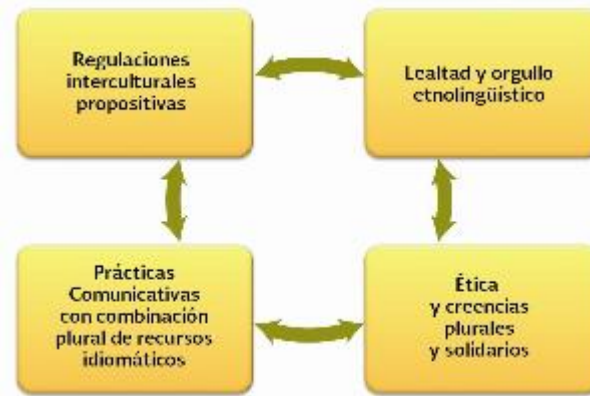 Regulaciones
interculturales
propositivas
Lealtad y orgullo
etnolingüístico
Prácticas
Comunicativas
con combinación
plural de recursos
idiomáticos
Ética
y creencias
plurales
y solidarios